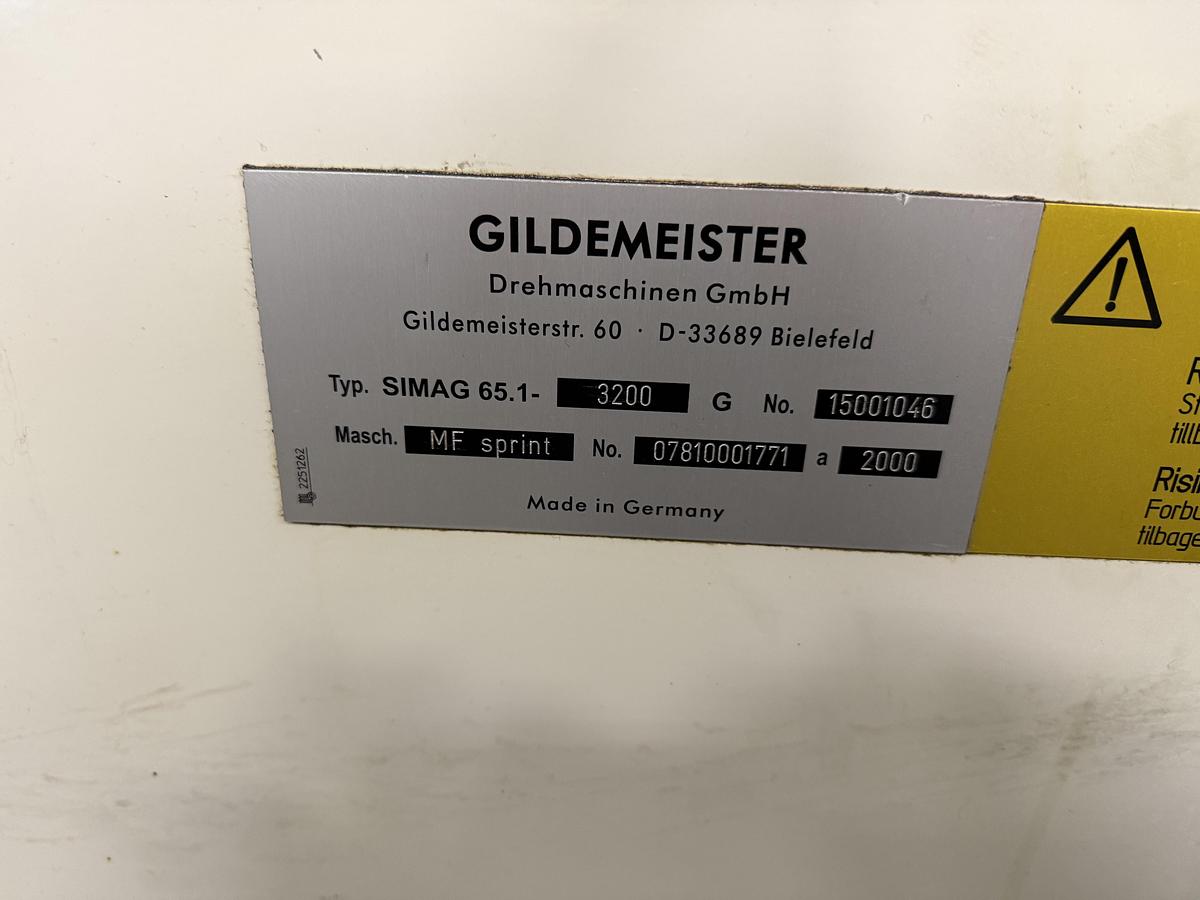 GILDEMEISTER
Drehmaschinen GmbH
Gildemeisterstr. 60 · D-33689 Bielefeld
Typ. SIMAG 65.1- 3200 G No. 15001046
Masch. MF sprint No. 07810001771 a 2000
Made in Germany
2251262